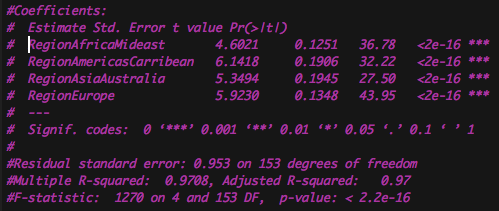 #Coefficients:
#  Estimate Std. Error t value Pr(>|t|)
#  RegionAfricaMideast    4.6021     0.1251   36.78   <2e-16 ***
#  RegionAmericasCarribean  6.1418     0.1906   32.22   <2e-16 ***
#  RegionAsiaAustralia    5.3494     0.1945   27.50   <2e-16 ***
#  RegionEurope           5.9230     0.1348   43.95   <2e-16 ***
#  ---
#  Signif. codes:  0 ‘***’ 0.001 ‘**’ 0.01 ‘*’ 0.05 ‘.’ 0.1 ‘ ’ 1
#
#Residual standard error: 0.953 on 153 degrees of freedom
#Multiple R-squared:  0.9708, Adjusted R-squared:   0.97
#F-statistic:  1270 on 4 and 153 DF,  p-value: < 2.2e-16